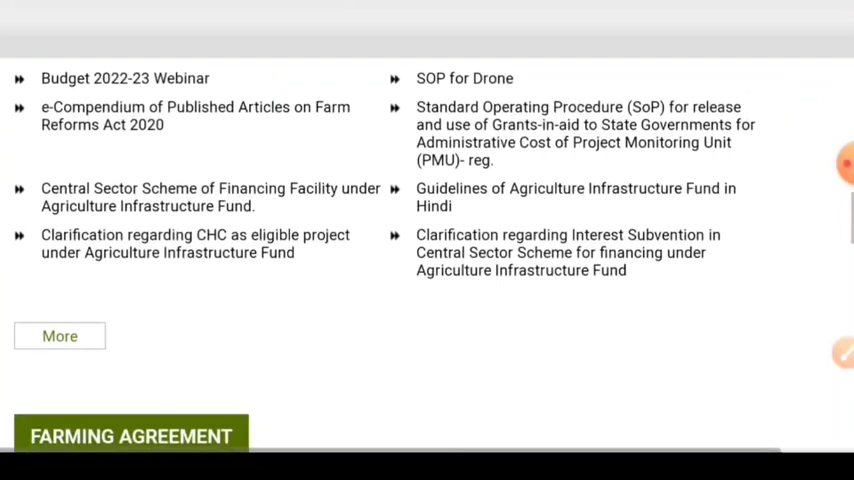 Budget 2022-23 Webinar
SOP for Drone
e-Compendium of Published Articles on Farm
Reforms Act 2020
Standard Operating Procedure (SoP) for release
and use of Grants-in-aid to State Governments for
Administrative Cost of Project Monitoring Unit
(PMU)- reg.
Central Sector Scheme of Financing Facility under
Agriculture Infrastructure Fund.
Guidelines of Agriculture Infrastructure Fund in
Hindi
Clarification regarding CHC as eligible project
under Agriculture Infrastructure Fund
Clarification regarding Interest Subvention in
Central Sector Scheme for financing under
Agriculture Infrastructure Fund
More
FARMING AGREEMENT